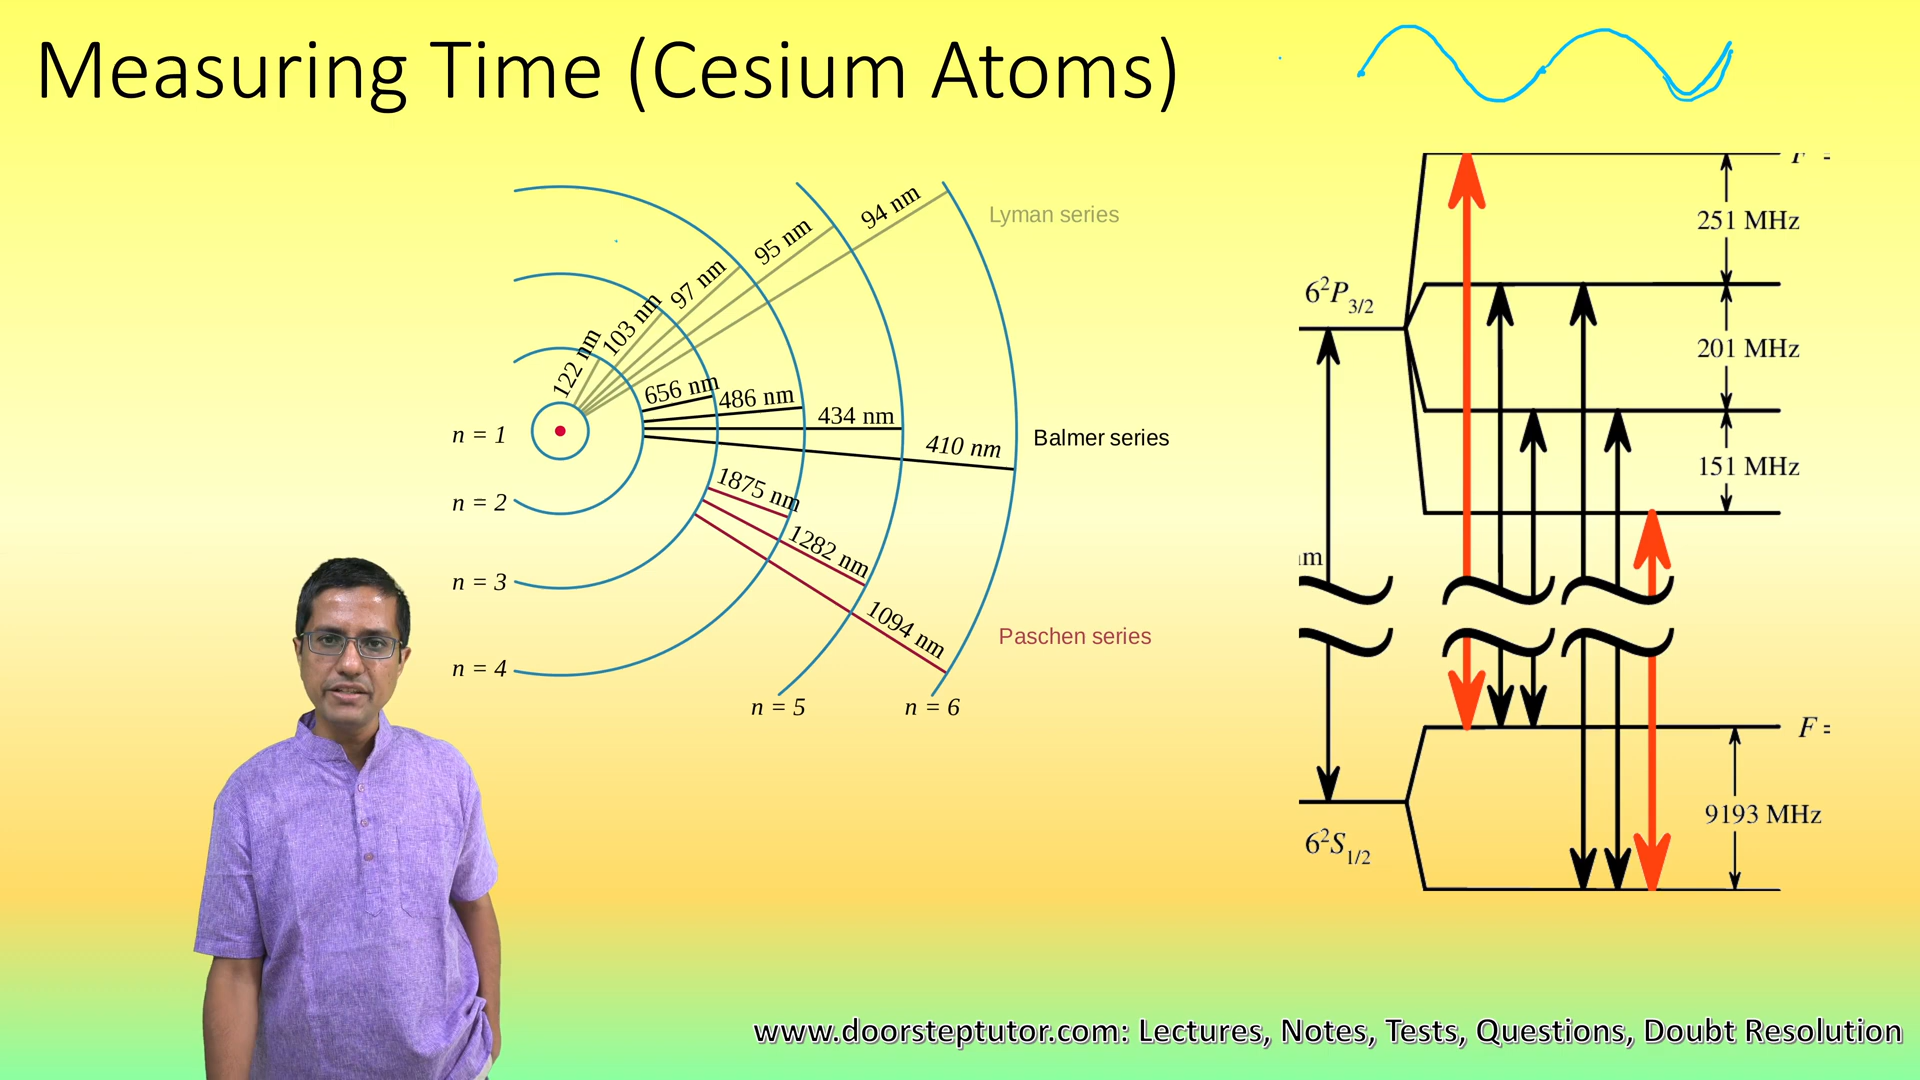 Measuring Time (Cesium Atoms)
94 nm
95 nm
97 nm
103 nm
122 nm
Lyman series
656 nm
486 nm
434 nm
410 nm
Balmer series
n = 1
n = 2
n = 3
n = 4
n = 5
n = 6
1875 nm
1282 nm
1094 nm
Paschen series
251 MHz
6²P3/2
201 MHz
151 MHz
F =
9193 MHz
6²S1/2
www.doorsteptutor.com: Lectures, Notes, Tests, Questions, Doubt Resolution